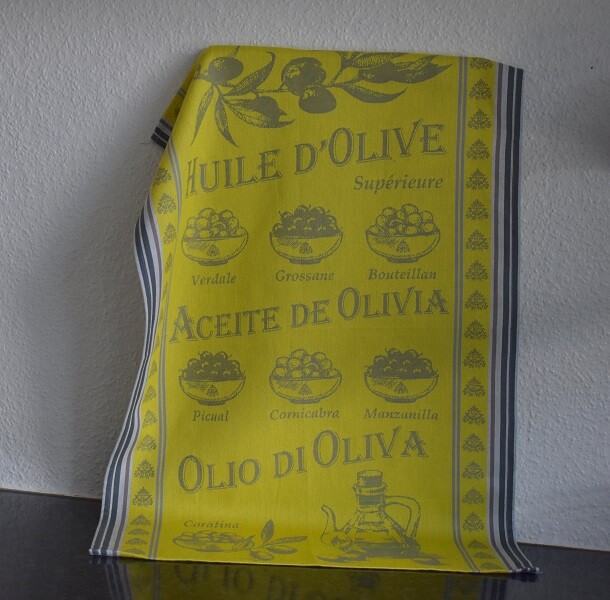 HUILE D'OLIVE
Supérieure
Verdale Grossane Bouteillan
ACEITE DE OLIVIA
Picual Cornicabra Manzanilla
OLIO DI OLIVA
Coratina